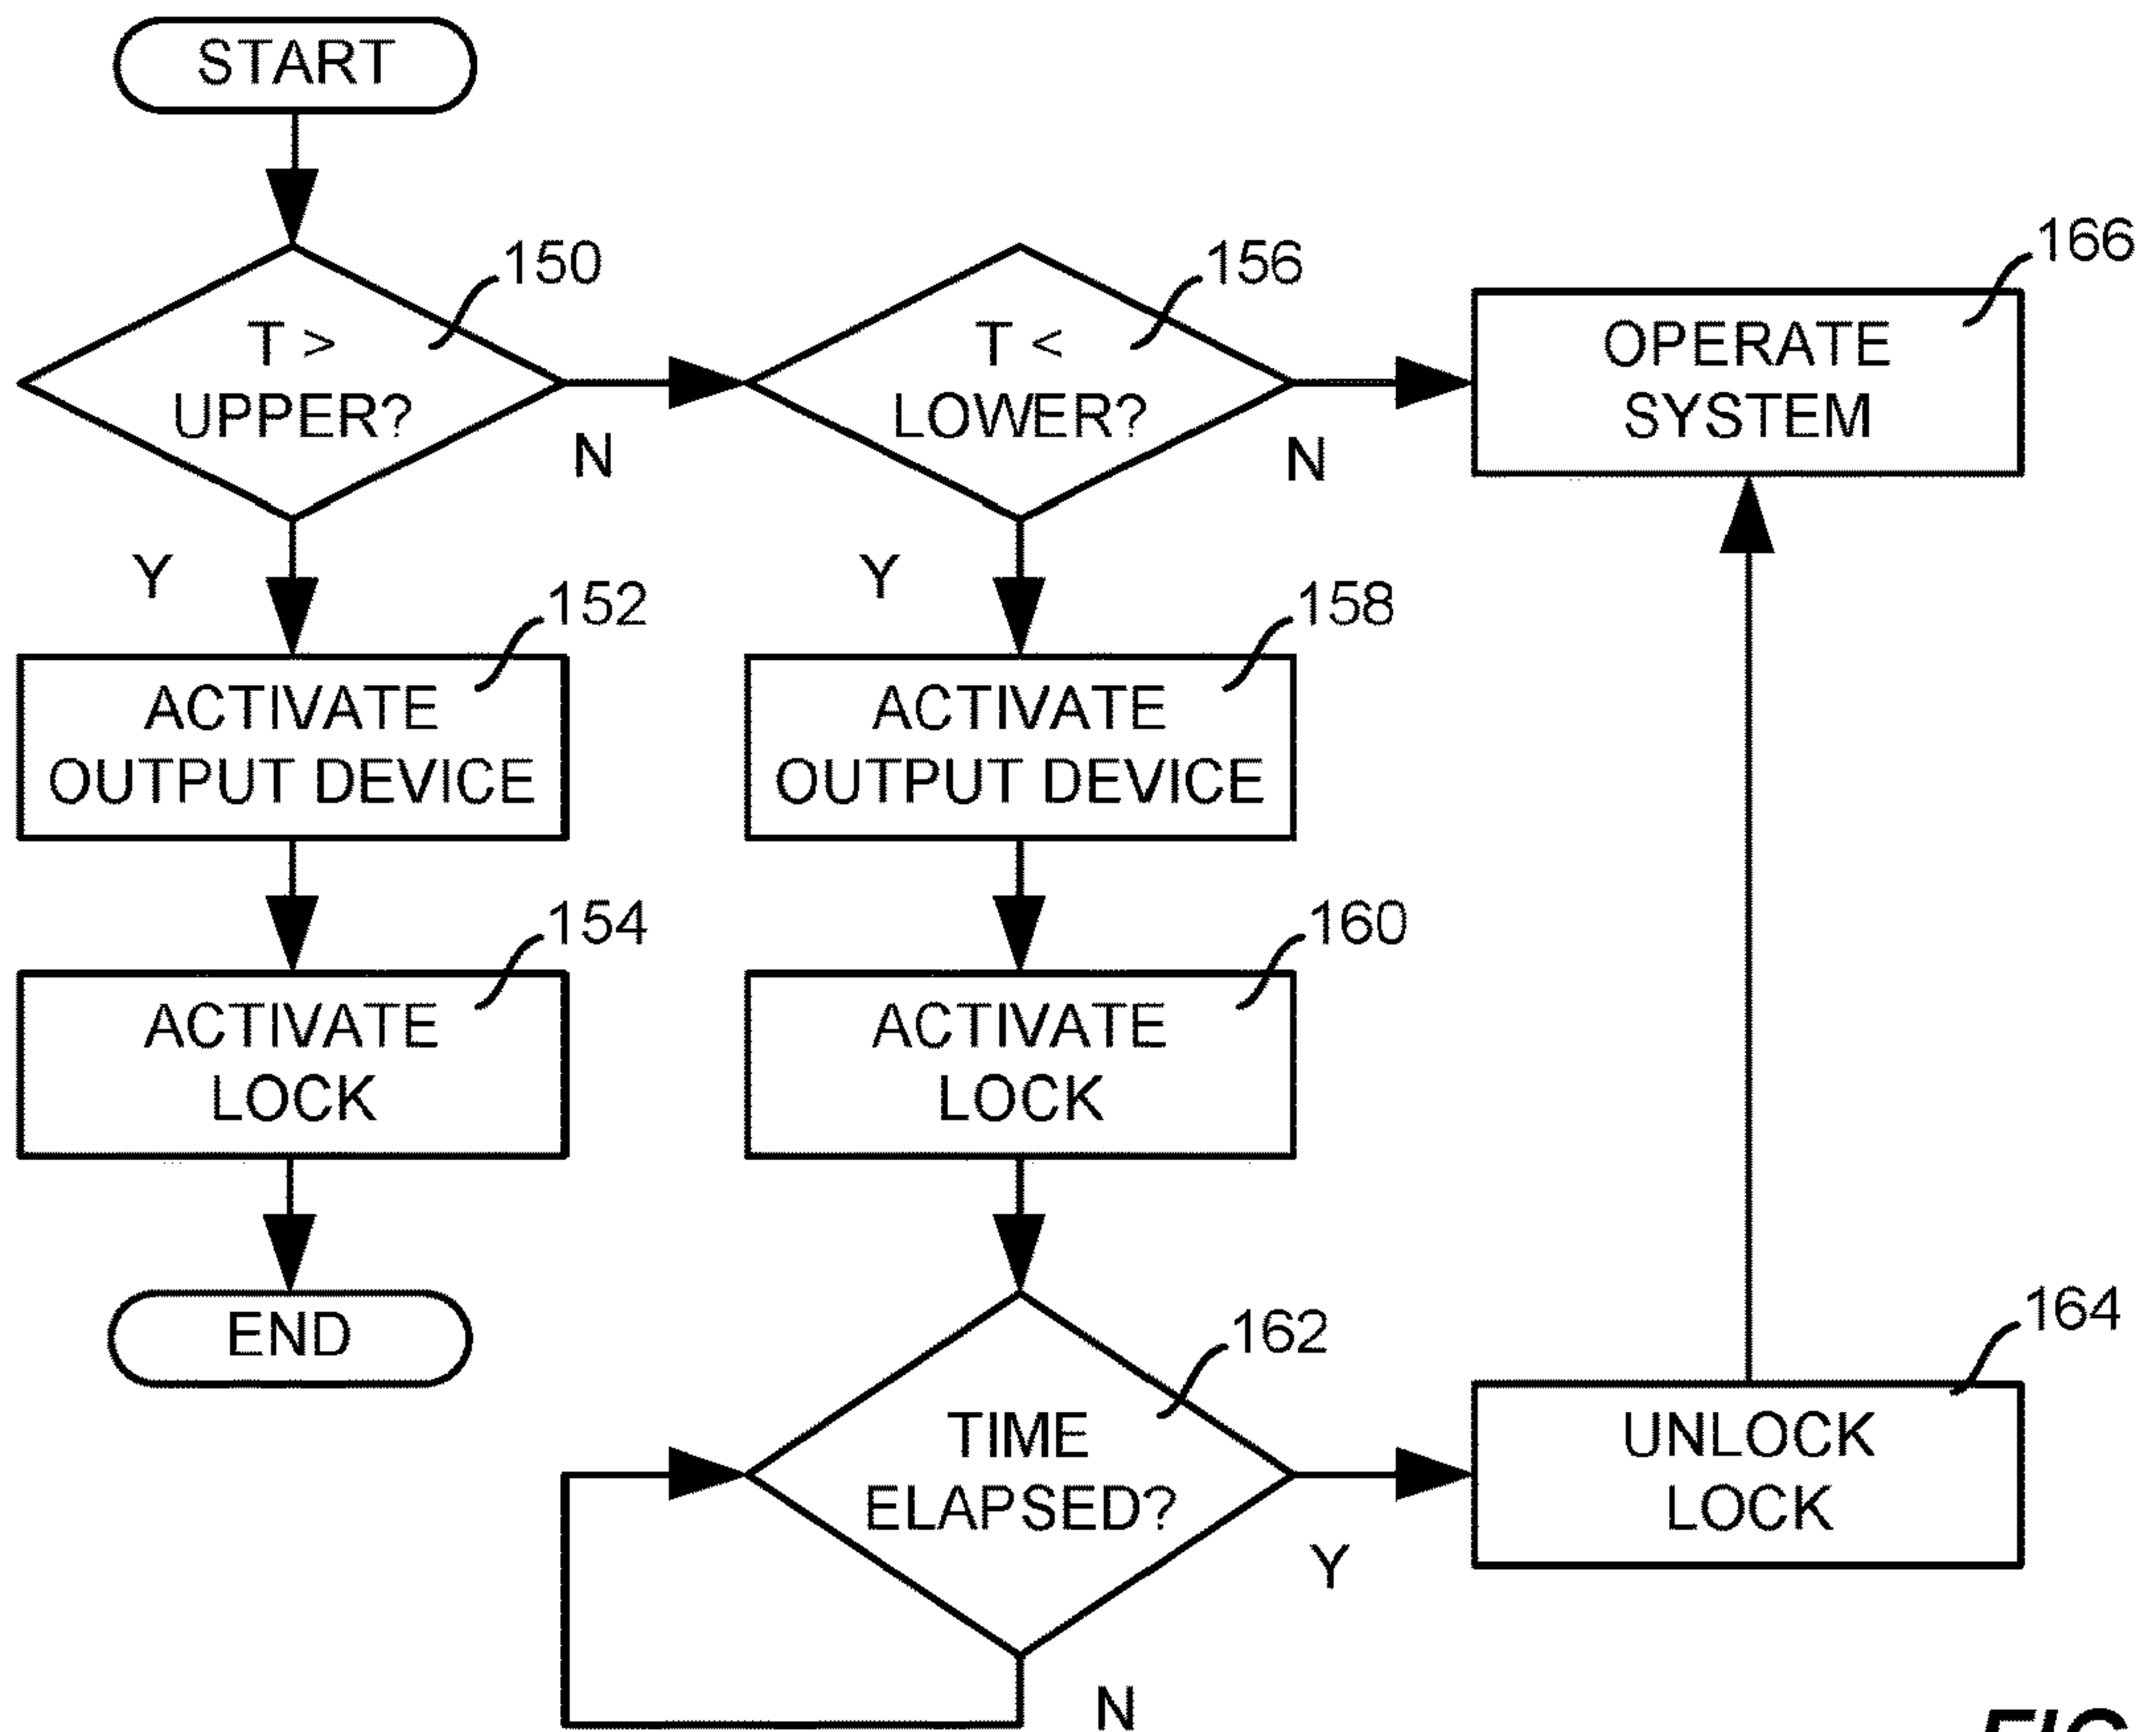 START
150
T >
UPPER?
N
Y
156
T <
LOWER?
N
Y
166
OPERATE
SYSTEM
152
ACTIVATE
OUTPUT DEVICE
158
ACTIVATE
OUTPUT DEVICE
154
ACTIVATE
LOCK
160
ACTIVATE
LOCK
END
162
TIME
ELAPSED?
Y
N
164
UNLOCK
LOCK